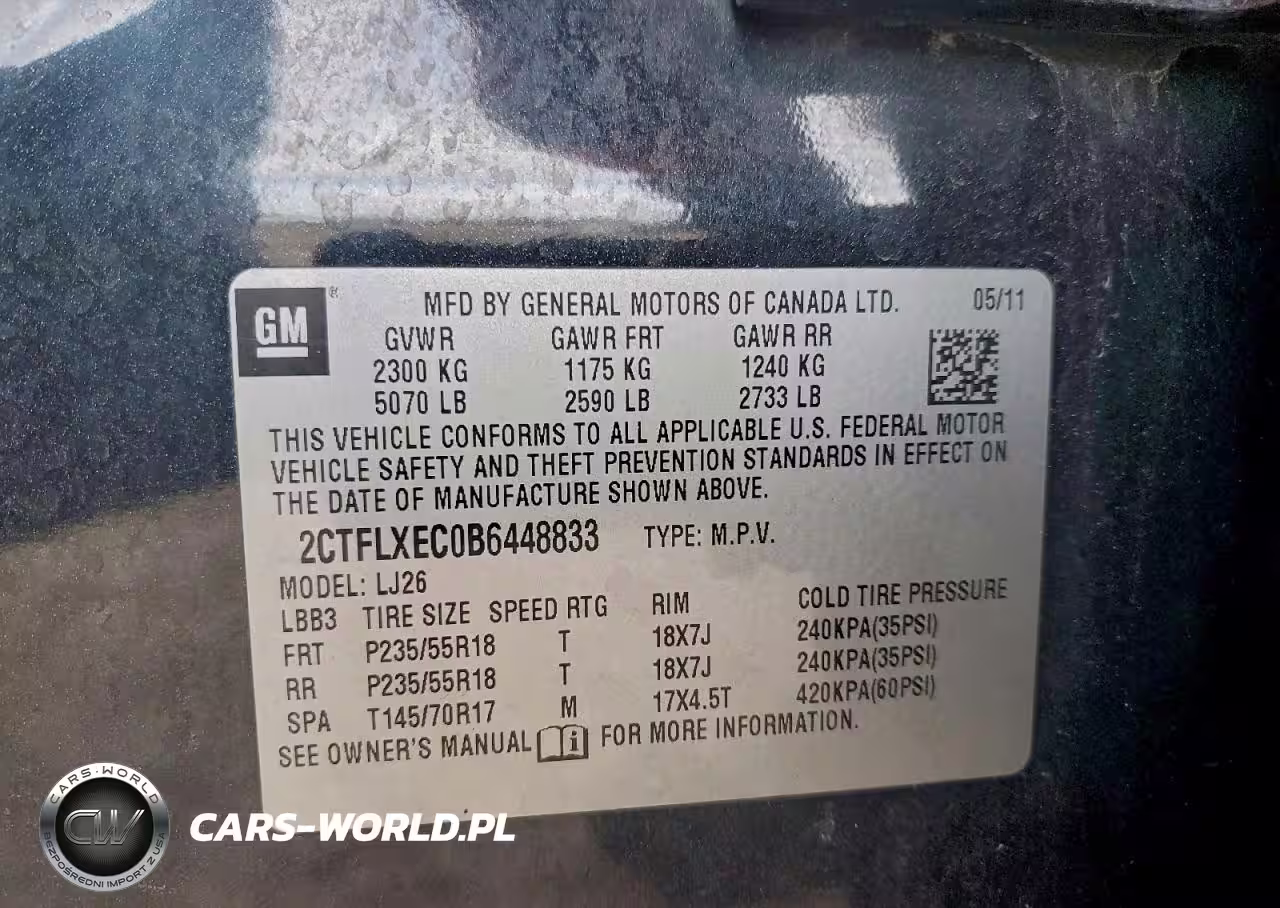 GM ®
MFD BY GENERAL MOTORS OF CANADA LTD. 05/11
GVWR GAWR FRT GAWR RR
2300 KG 1175 KG 1240 KG
5070 LB 2590 LB 2733 LB
THIS VEHICLE CONFORMS TO ALL APPLICABLE U.S. FEDERAL MOTOR
VEHICLE SAFETY AND THEFT PREVENTION STANDARDS IN EFFECT ON
THE DATE OF MANUFACTURE SHOWN ABOVE.
2CTFLXEC0B6448833 TYPE: M.P.V.
MODEL: LJ26
LBB3 TIRE SIZE SPEED RTG RIM COLD TIRE PRESSURE
FRT P235/55R18 T 18X7J 240KPA(35PSI)
RR P235/55R18 T 18X7J 240KPA(35PSI)
SPA T145/70R17 M 17X4.5T 420KPA(60PSI)
SEE OWNER'S MANUAL i FOR MORE INFORMATION.
CARS-WORLD
CW
BEZPOŚREDNI IMPORT Z USA
CARS-WORLD.PL